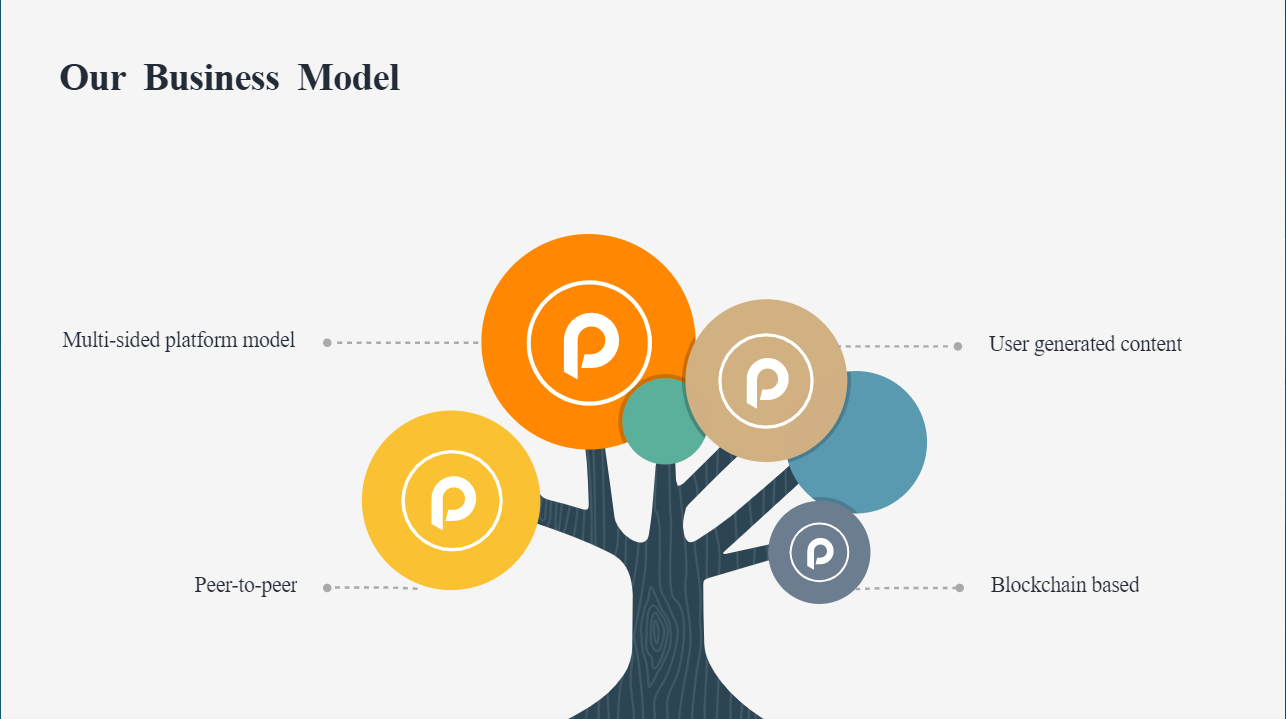 Our Business Model
Multi-sided platform model
User generated content
Peer-to-peer
Blockchain based